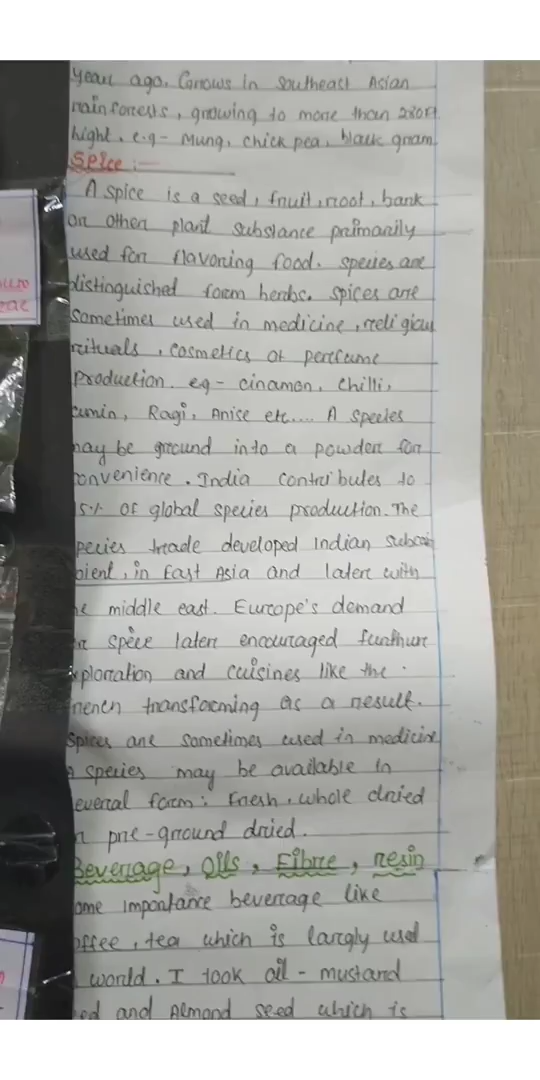 years ago. Grows in Southeast Asian
rainforests, growing to more than
hight. e.g- Mung, chick pea, black gram
Spice :-
A spice is a seed, fruit, root, bark
or other plant substance primarily
used for flavoring food. species are
distinguished form herbs. spices are
sometimes used in medicine, religious
rituals, cosmetics or perfume
production. eg- cinamon, chilli,
cumin, Ragi, Anise etc.... A species
may be ground into a powder for
convenience. India contributes to
5% of global species production. The
pecies trade developed Indian subcon
tient, in East Asia and later with
he middle east. Europe's demand
spice later encouraged furthur
xploration and cuisines like the
french transforming as a result.
Spices are sometimes used in medicine
A species may be available in
several form: Fresh, whole dried
pre-ground dried.
Beverage, Oils, Fibre, resin
ome importance beverage like
offee, tea which is largly used
world. I took oil - mustard
ed and Almond seed which is